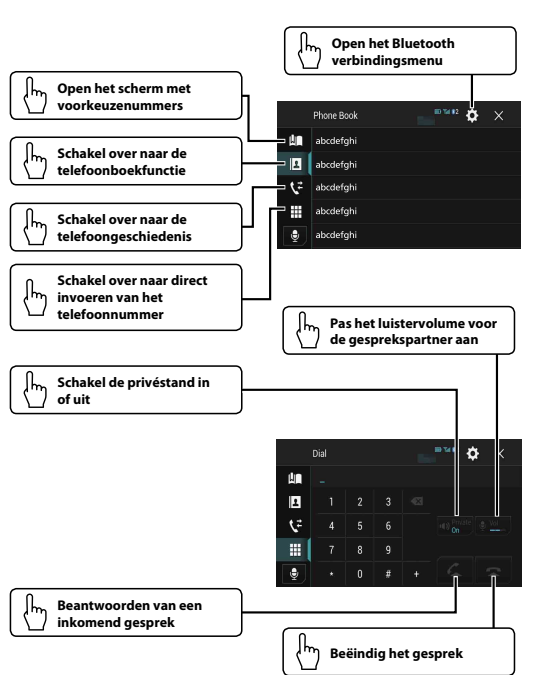 Open het Bluetooth
verbindingsmenu
Open het scherm met
voorkeuzenummers
Schakel over naar de
telefoonboekfunctie
Schakel over naar de
telefoongeschiedenis
Schakel over naar direct
invoeren van het
telefoonnummer
Phone Book
abcdefghi
abcdefghi
abcdefghi
abcdefghi
abcdefghi
Pas het luistervolume voor
de gesprekspartner aan
Schakel de privéstand in
of uit
Dial
_
1 2 3
4 5 6
7 8 9
* 0 # +
Private
On
Vol
Beantwoorden van een
inkomend gesprek
Beëindig het gesprek